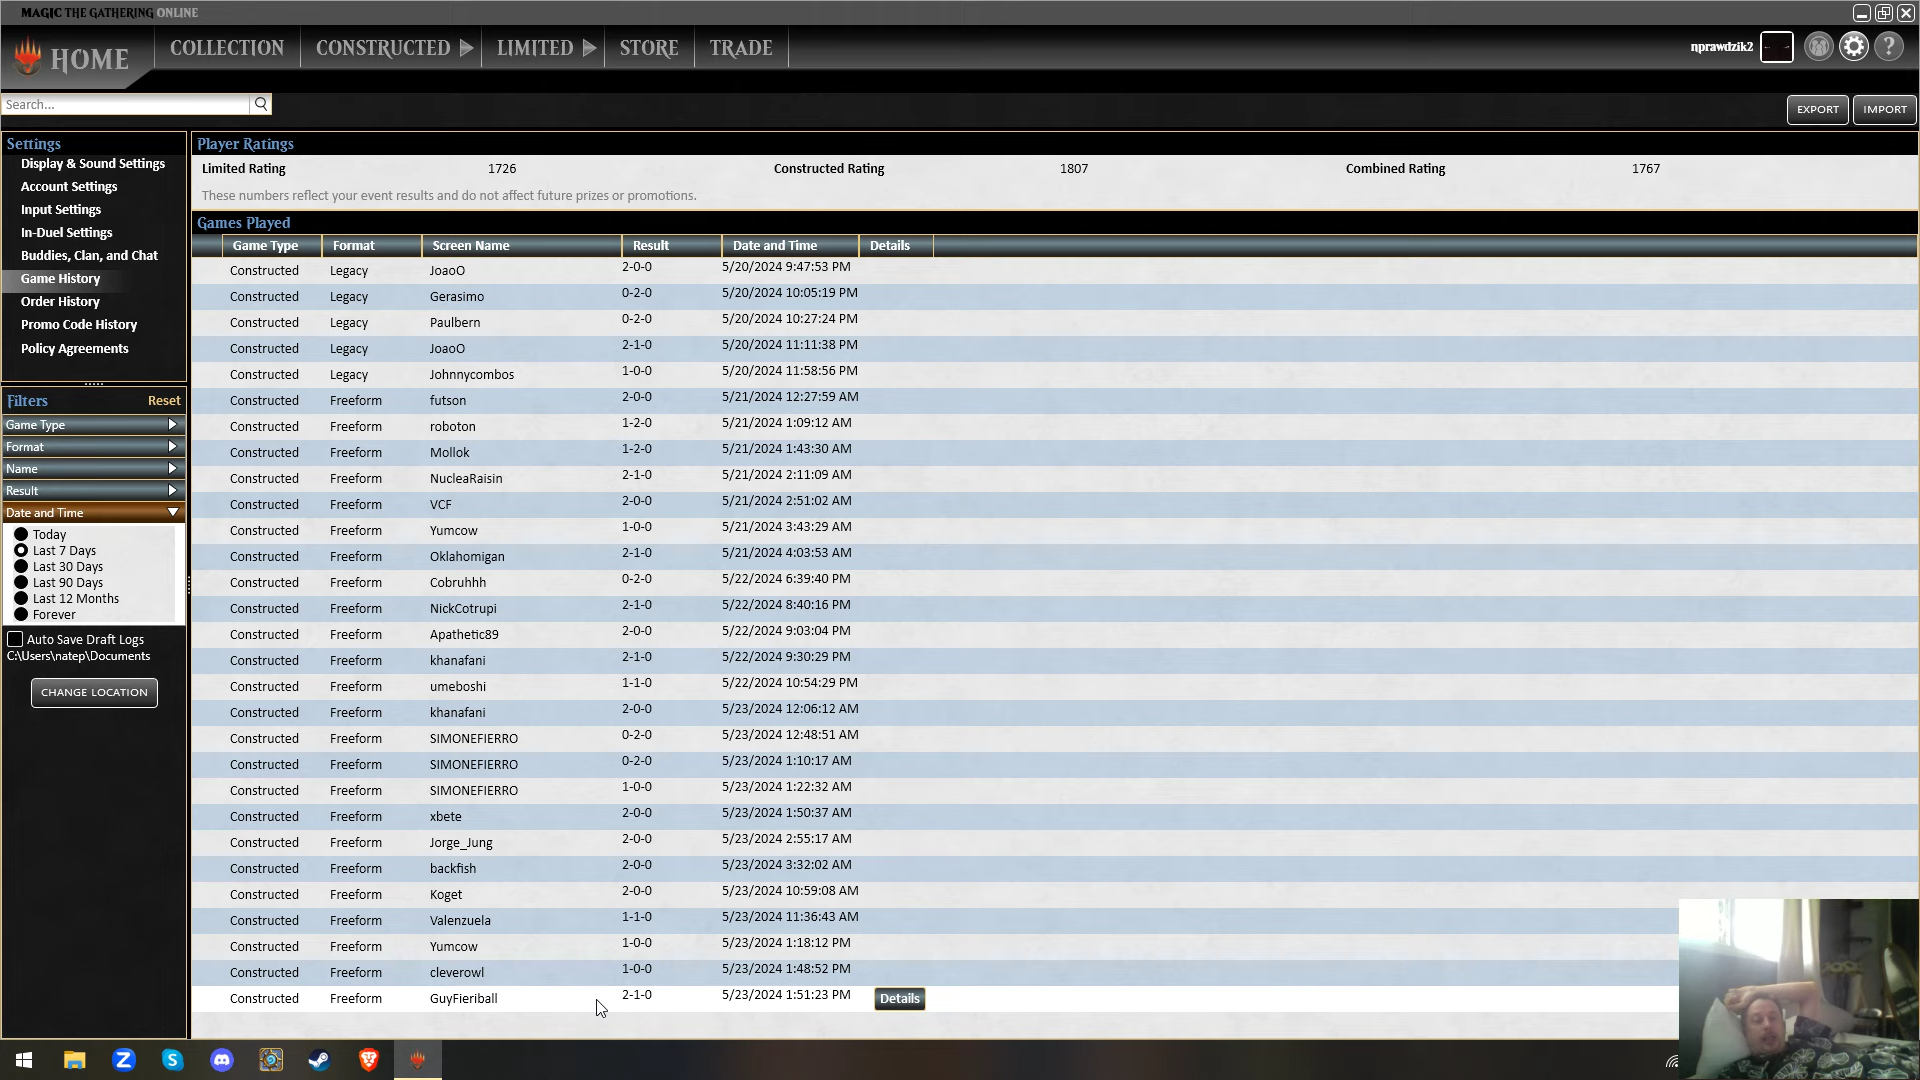 MAGIC THE GATHERING ONLINE
HOME
COLLECTION
CONSTRUCTED
LIMITED
STORE
TRADE
nprawdzik2
?
Search...
EXPORT
IMPORT
Settings
Display & Sound Settings
Account Settings
Input Settings
In-Duel Settings
Buddies, Clan, and Chat
Game History
Order History
Promo Code History
Policy Agreements
Filters Reset
Game Type
Format
Name
Result
Date and Time
Today
Last 7 Days
Last 30 Days
Last 90 Days
Last 12 Months
Forever
Auto Save Draft Logs
C:\Users\natep\Documents
CHANGE LOCATION
Player Ratings
Limited Rating 1726 Constructed Rating 1807 Combined Rating 1767
These numbers reflect your event results and do not affect future prizes or promotions.
Games Played
Game Type Format Screen Name Result Date and Time Details
Constructed Legacy JoaoO 2-0-0 5/20/2024 9:47:53 PM
Constructed Legacy Gerasimo 0-2-0 5/20/2024 10:05:19 PM
Constructed Legacy Paulbern 0-2-0 5/20/2024 10:27:24 PM
Constructed Legacy JoaoO 2-1-0 5/20/2024 11:11:38 PM
Constructed Legacy Johnnycombos 1-0-0 5/20/2024 11:58:56 PM
Constructed Freeform futson 2-0-0 5/21/2024 12:27:59 AM
Constructed Freeform roboton 1-2-0 5/21/2024 1:09:12 AM
Constructed Freeform Mollok 1-2-0 5/21/2024 1:43:30 AM
Constructed Freeform NucleaRaisin 2-1-0 5/21/2024 2:11:09 AM
Constructed Freeform VCF 2-0-0 5/21/2024 2:51:02 AM
Constructed Freeform Yumcow 1-0-0 5/21/2024 3:43:29 AM
Constructed Freeform Oklahomigan 2-1-0 5/21/2024 4:03:53 AM
Constructed Freeform Cobruhhh 0-2-0 5/22/2024 6:39:40 PM
Constructed Freeform NickCotrupi 2-1-0 5/22/2024 8:40:16 PM
Constructed Freeform Apathetic89 2-0-0 5/22/2024 9:03:04 PM
Constructed Freeform khanafani 2-1-0 5/22/2024 9:30:29 PM
Constructed Freeform umeboshi 1-1-0 5/22/2024 10:54:29 PM
Constructed Freeform khanafani 2-0-0 5/23/2024 12:06:12 AM
Constructed Freeform SIMONEFIERRO 0-2-0 5/23/2024 12:48:51 AM
Constructed Freeform SIMONEFIERRO 0-2-0 5/23/2024 1:10:17 AM
Constructed Freeform SIMONEFIERRO 1-0-0 5/23/2024 1:22:32 AM
Constructed Freeform xbete 2-0-0 5/23/2024 1:50:37 AM
Constructed Freeform Jorge_Jung 2-0-0 5/23/2024 2:55:17 AM
Constructed Freeform backfish 2-0-0 5/23/2024 3:32:02 AM
Constructed Freeform Koget 2-0-0 5/23/2024 10:59:08 AM
Constructed Freeform Valenzuela 1-1-0 5/23/2024 11:36:43 AM
Constructed Freeform Yumcow 1-0-0 5/23/2024 1:18:12 PM
Constructed Freeform cleverowl 1-0-0 5/23/2024 1:48:52 PM
Constructed Freeform GuyFieriball 2-1-0 5/23/2024 1:51:23 PM Details